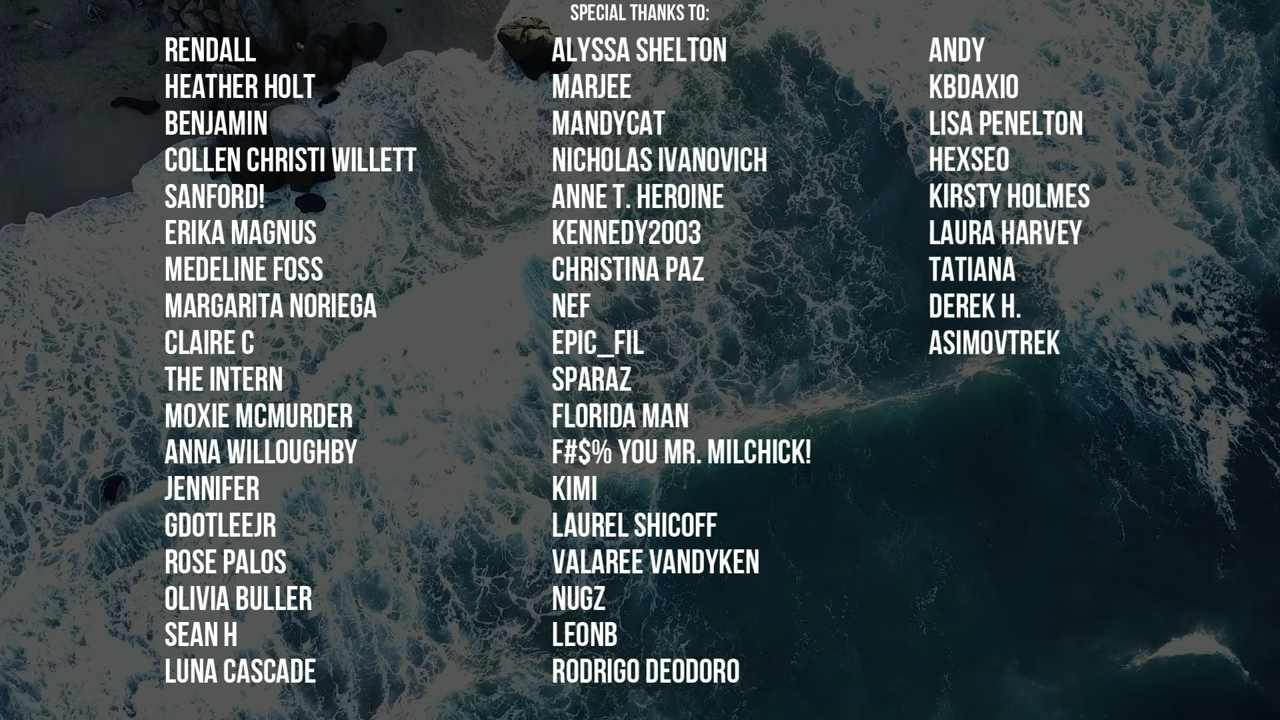 SPECIAL THANKS TO:
RENDALL
HEATHER HOLT
BENJAMIN
COLLEN CHRISTI WILLETT
SANFORD!
ERIKA MAGNUS
MEDELINE FOSS
MARGARITA NORIEGA
CLAIRE C
THE INTERN
MOXIE MCMURDER
ANNA WILLOUGHBY
JENNIFER
GDOTLEEJR
ROSE PALOS
OLIVIA BULLER
SEAN H
LUNA CASCADE
ALYSSA SHELTON
MARJEE
MANDYCAT
NICHOLAS IVANOVICH
ANNE T. HEROINE
KENNEDY2003
CHRISTINA PAZ
NEF
EPIC_FIL
SPARAZ
FLORIDA MAN
F#$% YOU MR. MILCHICK!
KIMI
LAUREL SHICOFF
VALAREE VANDYKEN
NUGZ
LEONB
RODRIGO DEODORO
ANDY
KBDAXIO
LISA PENELTON
HEXSEO
KIRSTY HOLMES
LAURA HARVEY
TATIANA
DEREK H.
ASIMOVTREK